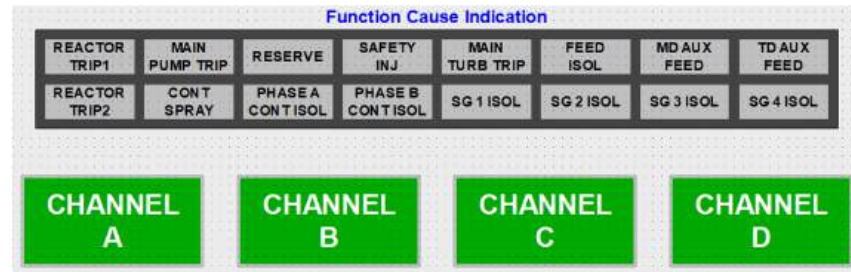 Function Cause Indication
REACTOR TRIP1
MAIN PUMP TRIP
RESERVE
SAFETY INJ
MAIN TURB TRIP
FEED ISOL
MD AUX FEED
TD AUX FEED
REACTOR TRIP2
CONT SPRAY
PHASE A CONT ISOL
PHASE B CONT ISOL
SG 1 ISOL
SG 2 ISOL
SG 3 ISOL
SG 4 ISOL
CHANNEL A
CHANNEL B
CHANNEL C
CHANNEL D